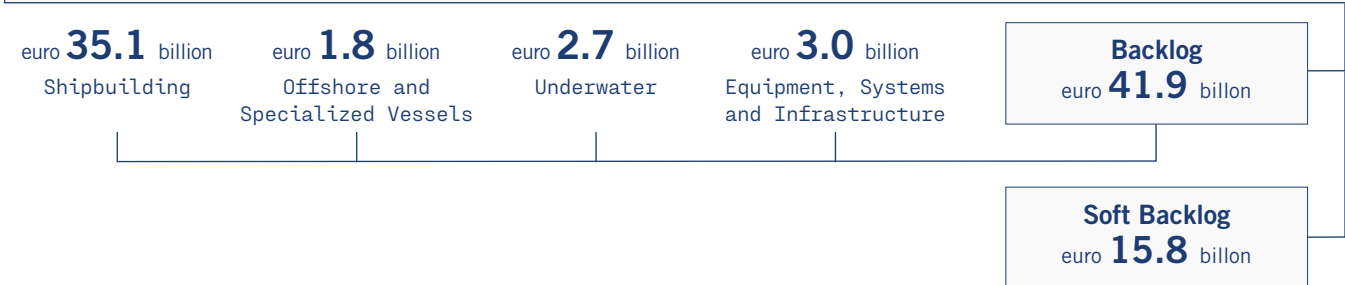 euro 35.1 billion
Shipbuilding
euro 1.8 billion
Offshore and
Specialized Vessels
euro 2.7 billion
Underwater
euro 3.0 billion
Equipment, Systems
and Infrastructure
Backlog
euro 41.9 billon
Soft Backlog
euro 15.8 billon